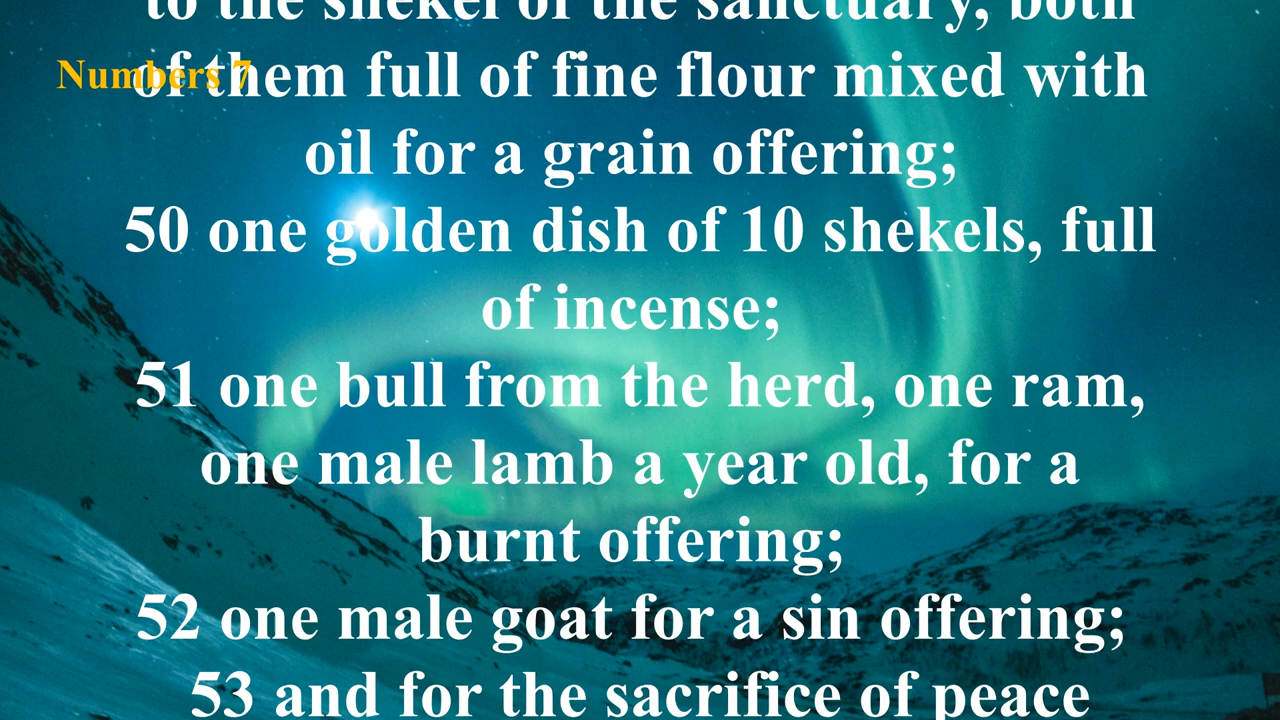 to the shekel of the sanctuary, both
Numbers 7
of them full of fine flour mixed with
oil for a grain offering;
50 one golden dish of 10 shekels, full
of incense;
51 one bull from the herd, one ram,
one male lamb a year old, for a
burnt offering;
52 one male goat for a sin offering;
53 and for the sacrifice of peace